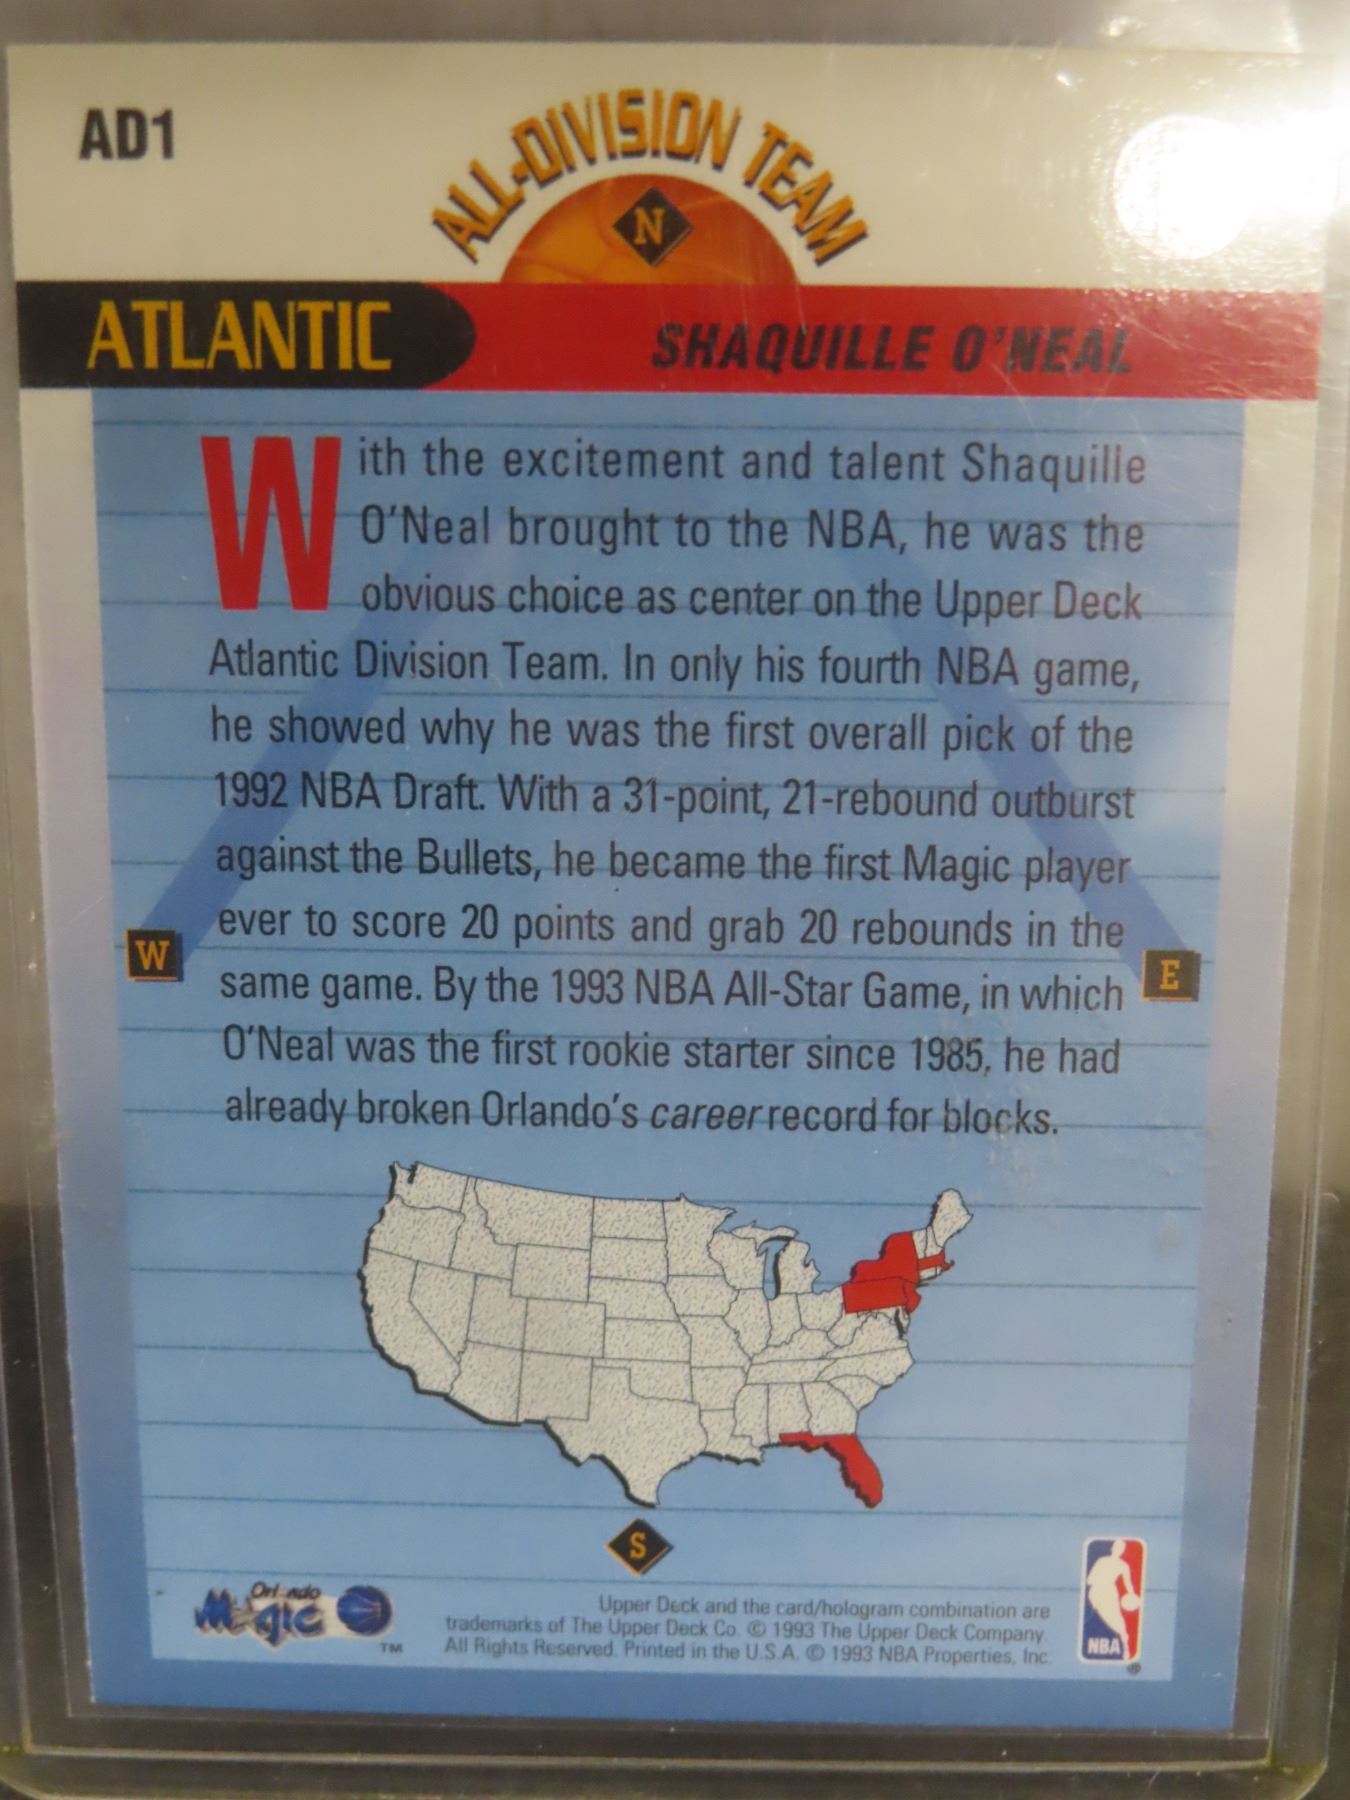 AD1
ALL-DIVISION TEAM
N
ATLANTIC
SHAQUILLE O'NEAL
With the excitement and talent Shaquille
O'Neal brought to the NBA, he was the
obvious choice as center on the Upper Deck
Atlantic Division Team. In only his fourth NBA game,
he showed why he was the first overall pick of the
1992 NBA Draft. With a 31-point, 21-rebound outburst
against the Bullets, he became the first Magic player
ever to score 20 points and grab 20 rebounds in the
W
E
same game. By the 1993 NBA All-Star Game, in which
O'Neal was the first rookie starter since 1985, he had
already broken Orlando's career record for blocks.
S
Orlando
Magic
TM
Upper Deck and the card/hologram combination are
trademarks of The Upper Deck Co. © 1993 The Upper Deck Company.
All Rights Reserved. Printed in the U.S.A. © 1993 NBA Properties, Inc.
NBA
®